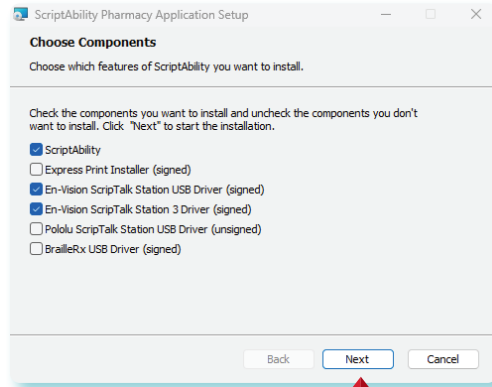 ScriptAbility Pharmacy Application Setup
Choose Components
Choose which features of ScriptAbility you want to install.
Check the components you want to install and uncheck the components you don't
want to install. Click "Next" to start the installation.
ScriptAbility
Express Print Installer (signed)
En-Vision ScripTalk Station USB Driver (signed)
En-Vision ScripTalk Station 3 Driver (signed)
Pololu ScripTalk Station USB Driver (unsigned)
BrailleRx USB Driver (signed)
Back Next Cancel